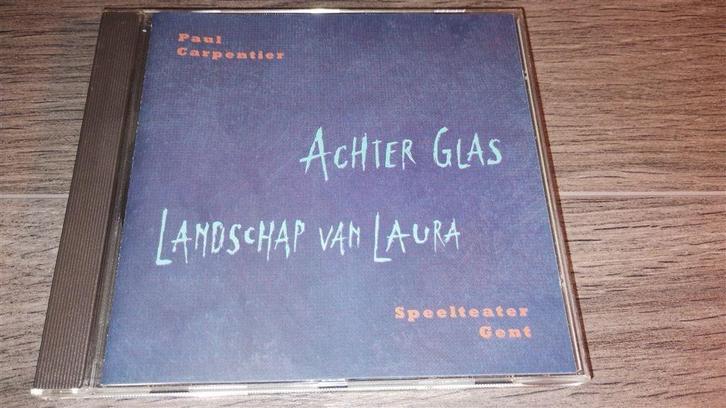 Paul
Carpentier
ACHTER GLAS
LANDSCHAP VAN LAURA
Speelteater
Gent